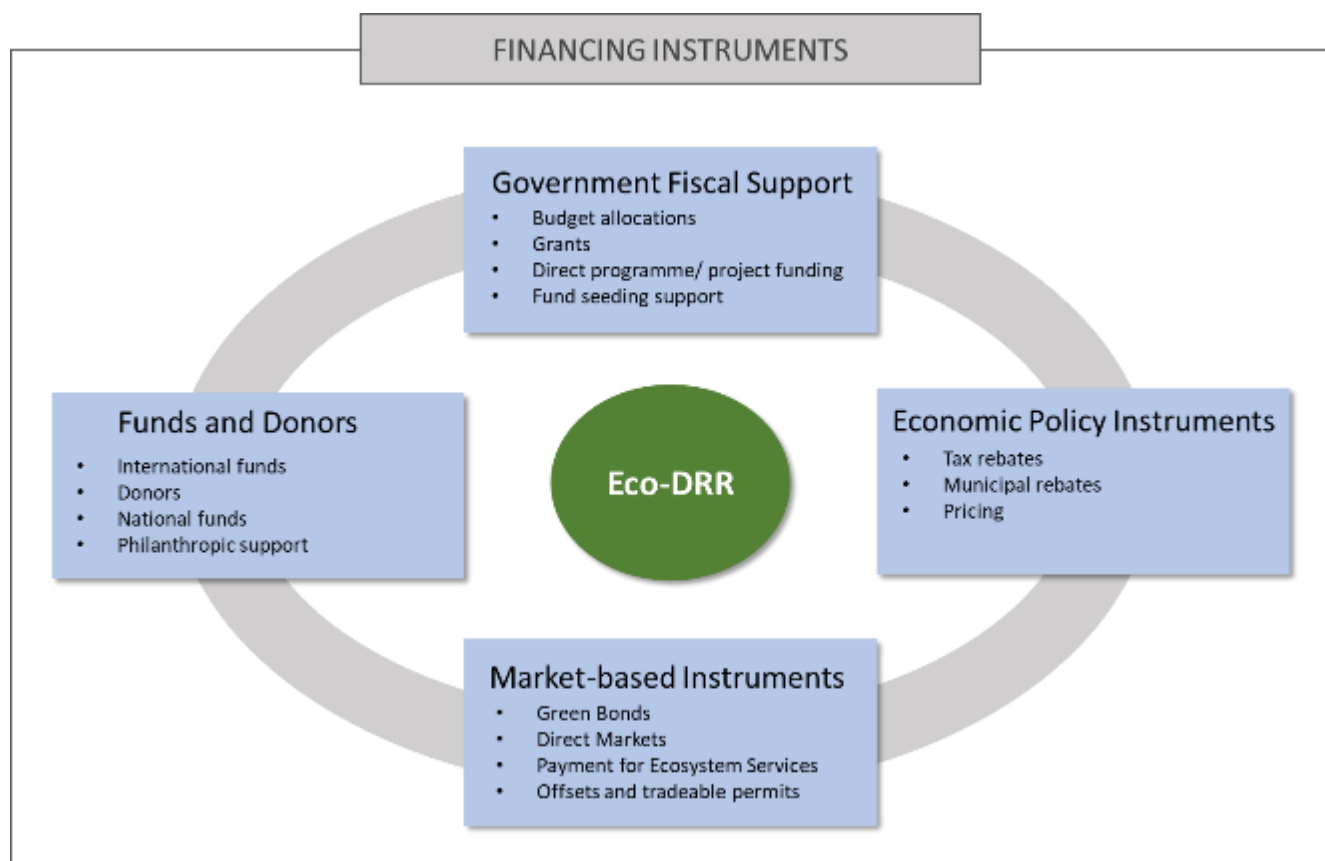 FINANCING INSTRUMENTS
Government Fiscal Support
• Budget allocations
• Grants
• Direct programme/ project funding
• Fund seeding support
Funds and Donors
• International funds
• Donors
• National funds
• Philanthropic support
Eco-DRR
Economic Policy Instruments
• Tax rebates
• Municipal rebates
• Pricing
Market-based Instruments
• Green Bonds
• Direct Markets
• Payment for Ecosystem Services
• Offsets and tradeable permits